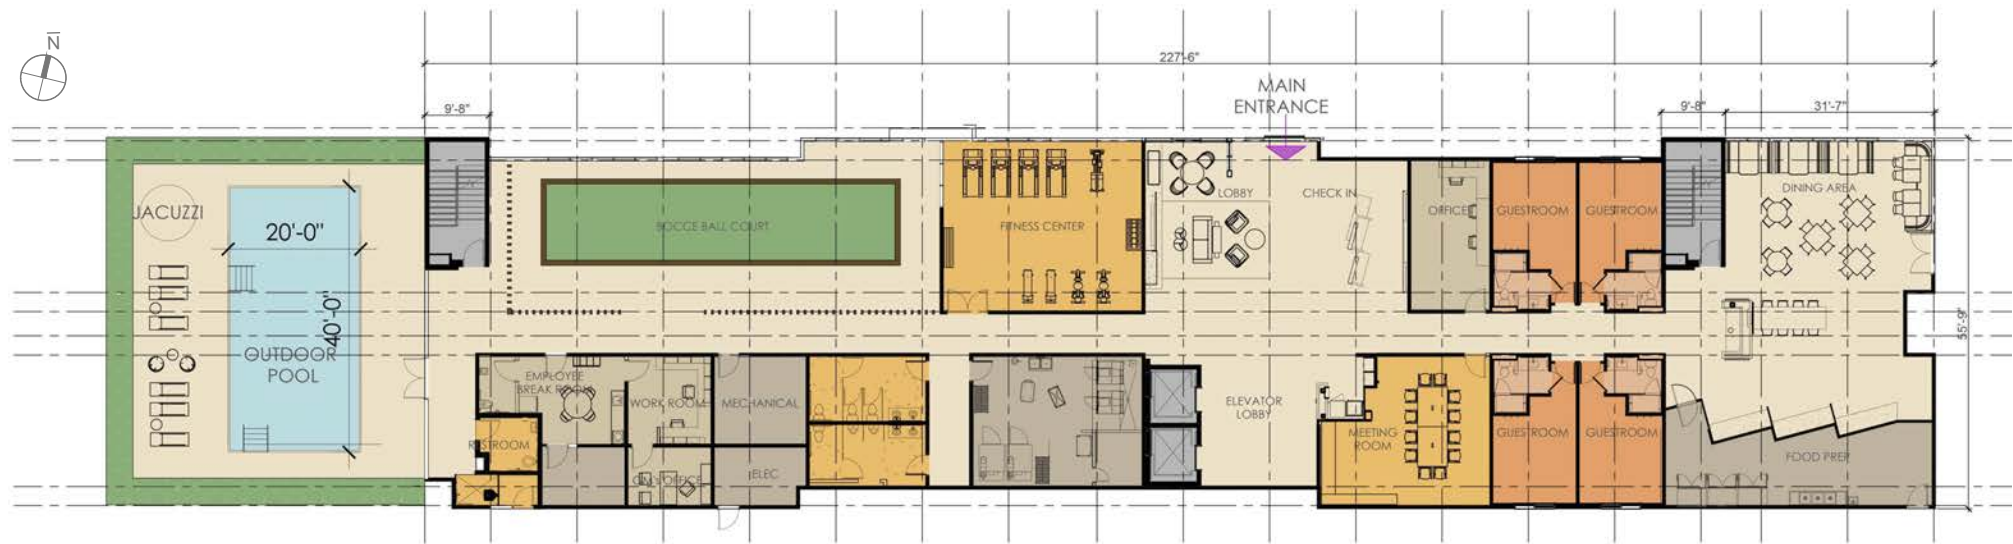 N
227'-6"
MAIN
ENTRANCE
9'-8"
9'-8"
31'-7"
JACUZZI
20'-0"
40'-0"
OUTDOOR
POOL
BOCCE BALL COURT
FITNESS CENTER
LOBBY
CHECK IN
OFFICE
GUESTROOM
GUESTROOM
DINING AREA
55'-9"
EMPLOYEE
BREAK ROOM
WORK ROOM
MECHANICAL
RESTROOM
GM's OFFICE
ELEC
ELEVATOR
LOBBY
MEETING
ROOM
GUESTROOM
GUESTROOM
FOOD PREP